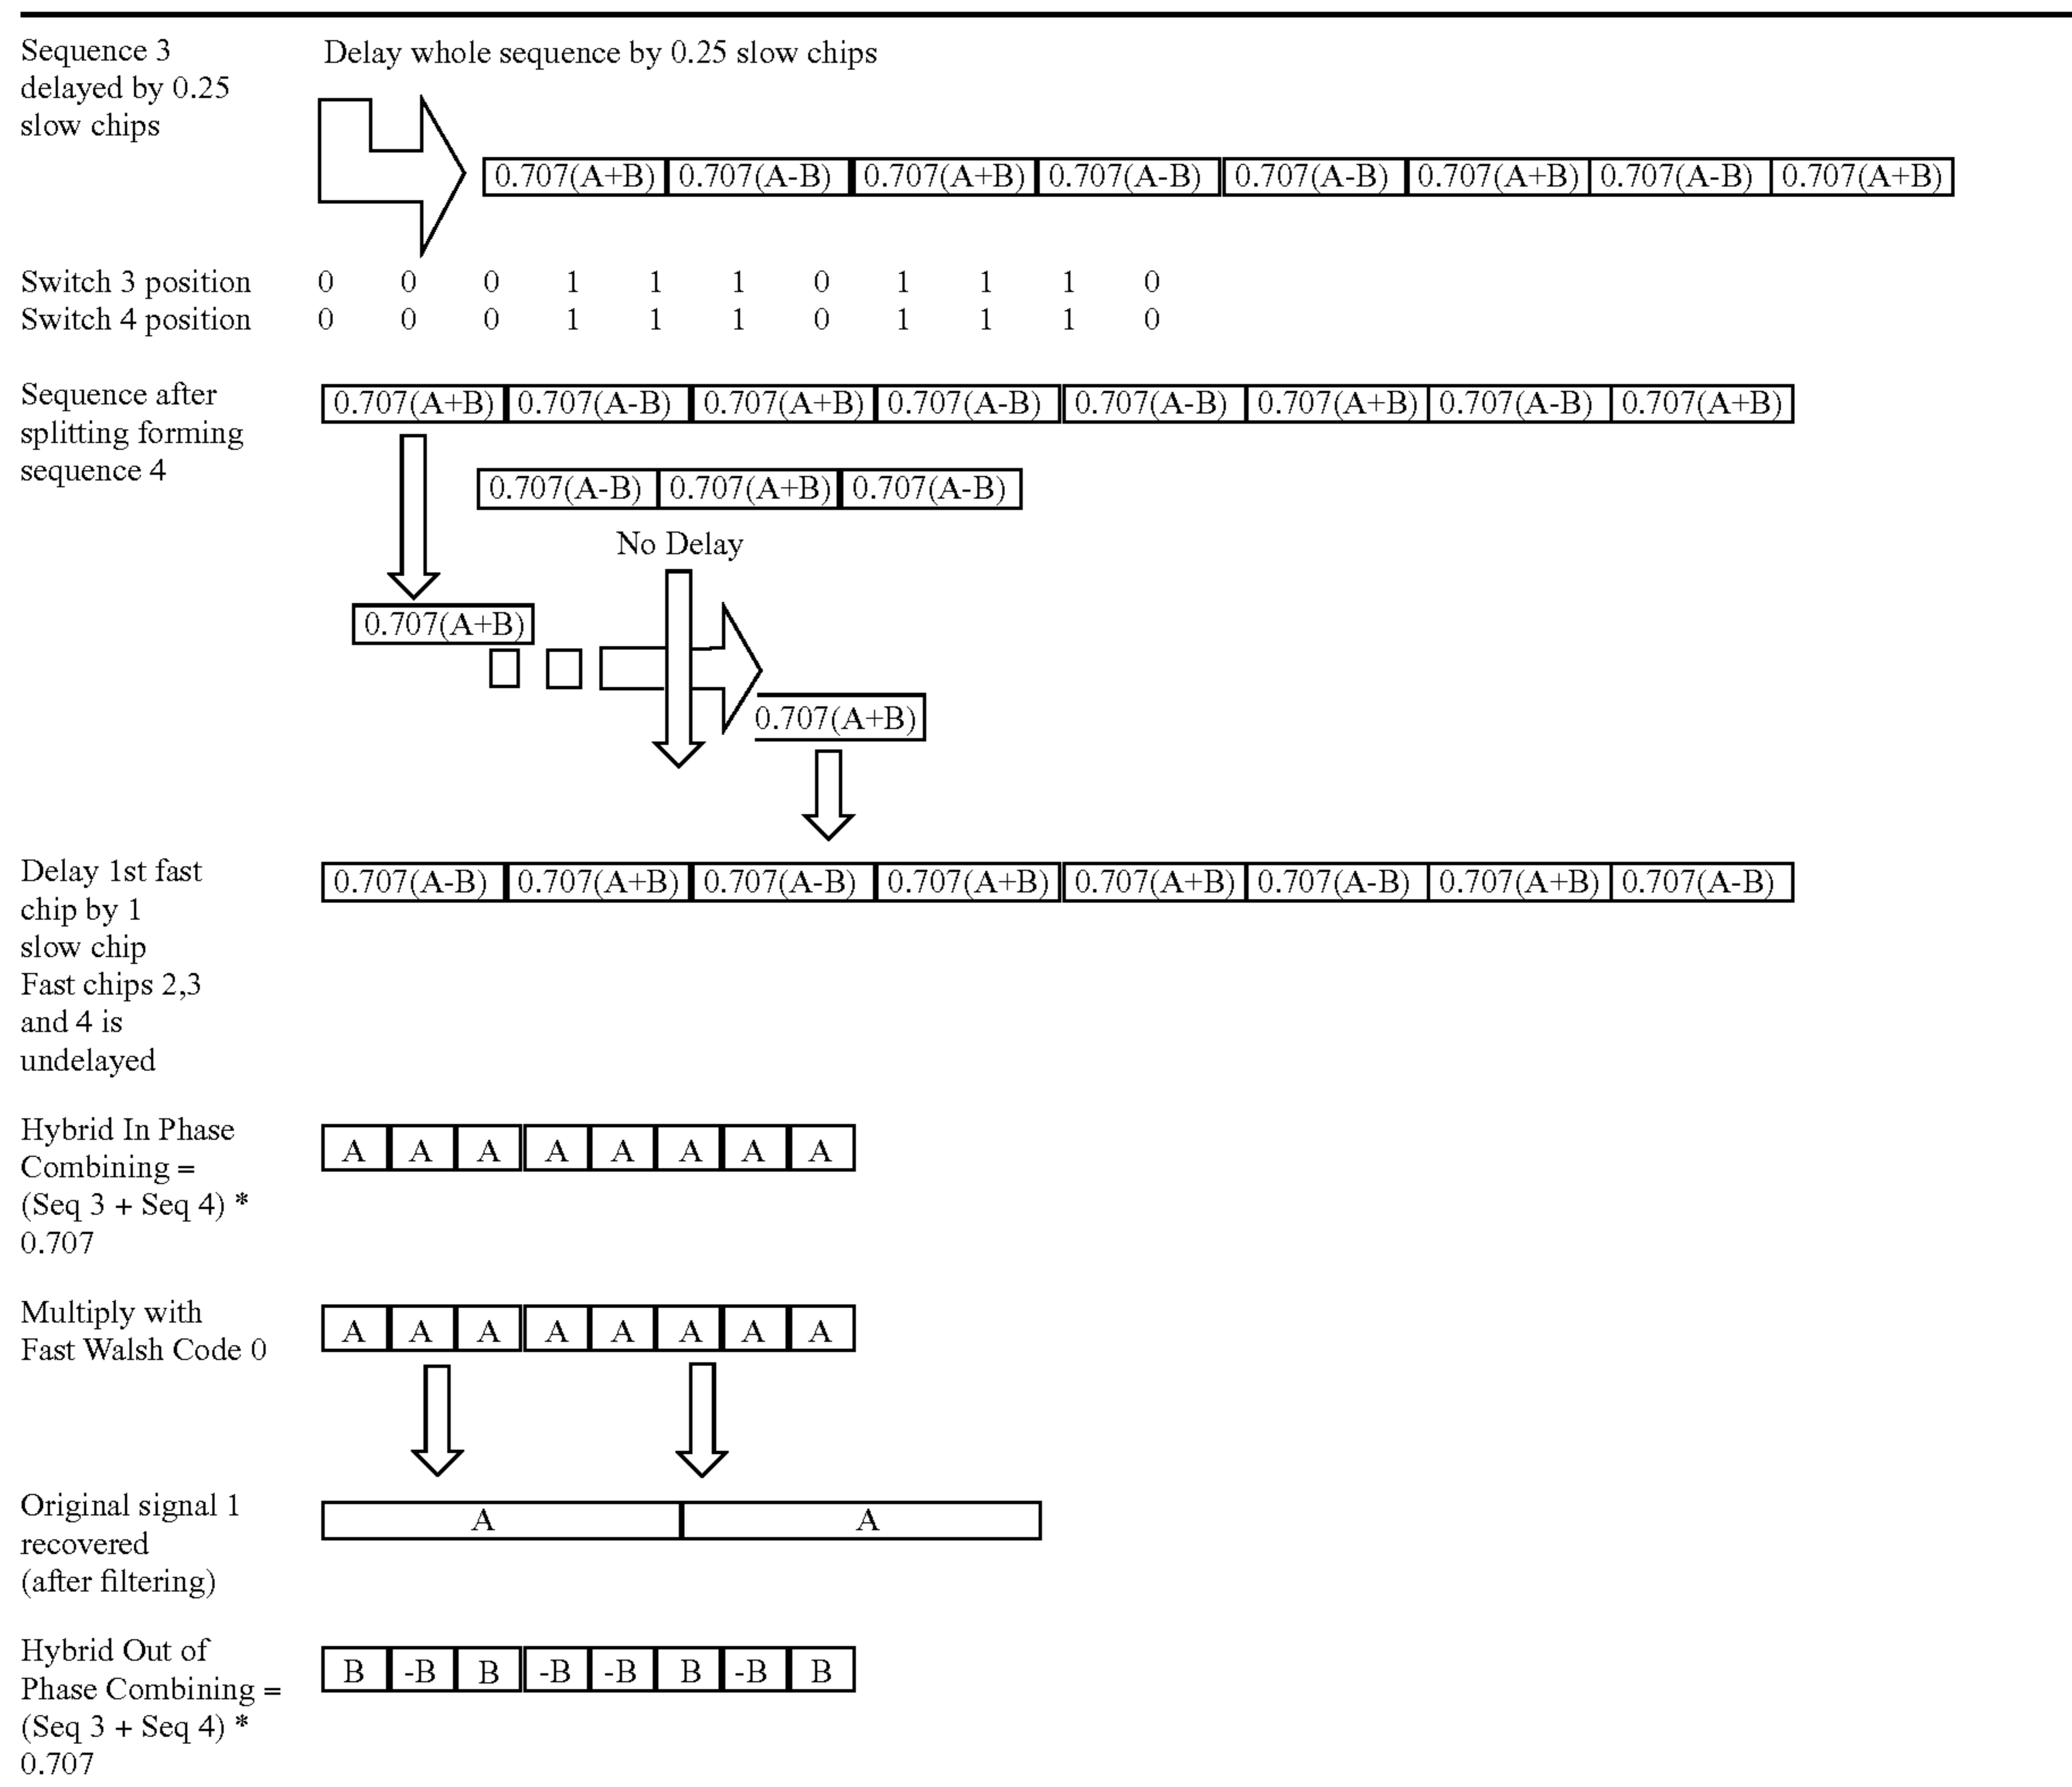 Sequence 3
delayed by 0.25
slow chips
Delay whole sequence by 0.25 slow chips
0.707(A+B) 0.707(A-B) 0.707(A+B) 0.707(A-B) 0.707(A-B) 0.707(A+B) 0.707(A-B) 0.707(A+B)
Switch 3 position 0 0 0 1 1 1 0 1 1 1 0
Switch 4 position 0 0 0 1 1 1 0 1 1 1 0
Sequence after
splitting forming
sequence 4
0.707(A+B) 0.707(A-B) 0.707(A+B) 0.707(A-B) 0.707(A-B) 0.707(A+B) 0.707(A-B) 0.707(A+B)
0.707(A-B) 0.707(A+B) 0.707(A-B)
No Delay
0.707(A+B)
0.707(A+B)
Delay 1st fast
chip by 1
slow chip
Fast chips 2,3
and 4 is
undelayed
0.707(A-B) 0.707(A+B) 0.707(A-B) 0.707(A+B) 0.707(A+B) 0.707(A-B) 0.707(A+B) 0.707(A-B)
Hybrid In Phase
Combining =
(Seq 3 + Seq 4) *
0.707
A A A A A A A A
Multiply with
Fast Walsh Code 0
A A A A A A A A
Original signal 1
recovered
(after filtering)
A A
Hybrid Out of
Phase Combining =
(Seq 3 + Seq 4) *
0.707
B -B B -B -B B -B B